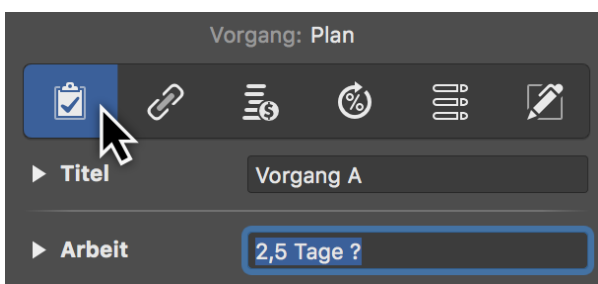 Vorgang: Plan
Titel Vorgang A
Arbeit 2,5 Tage ?